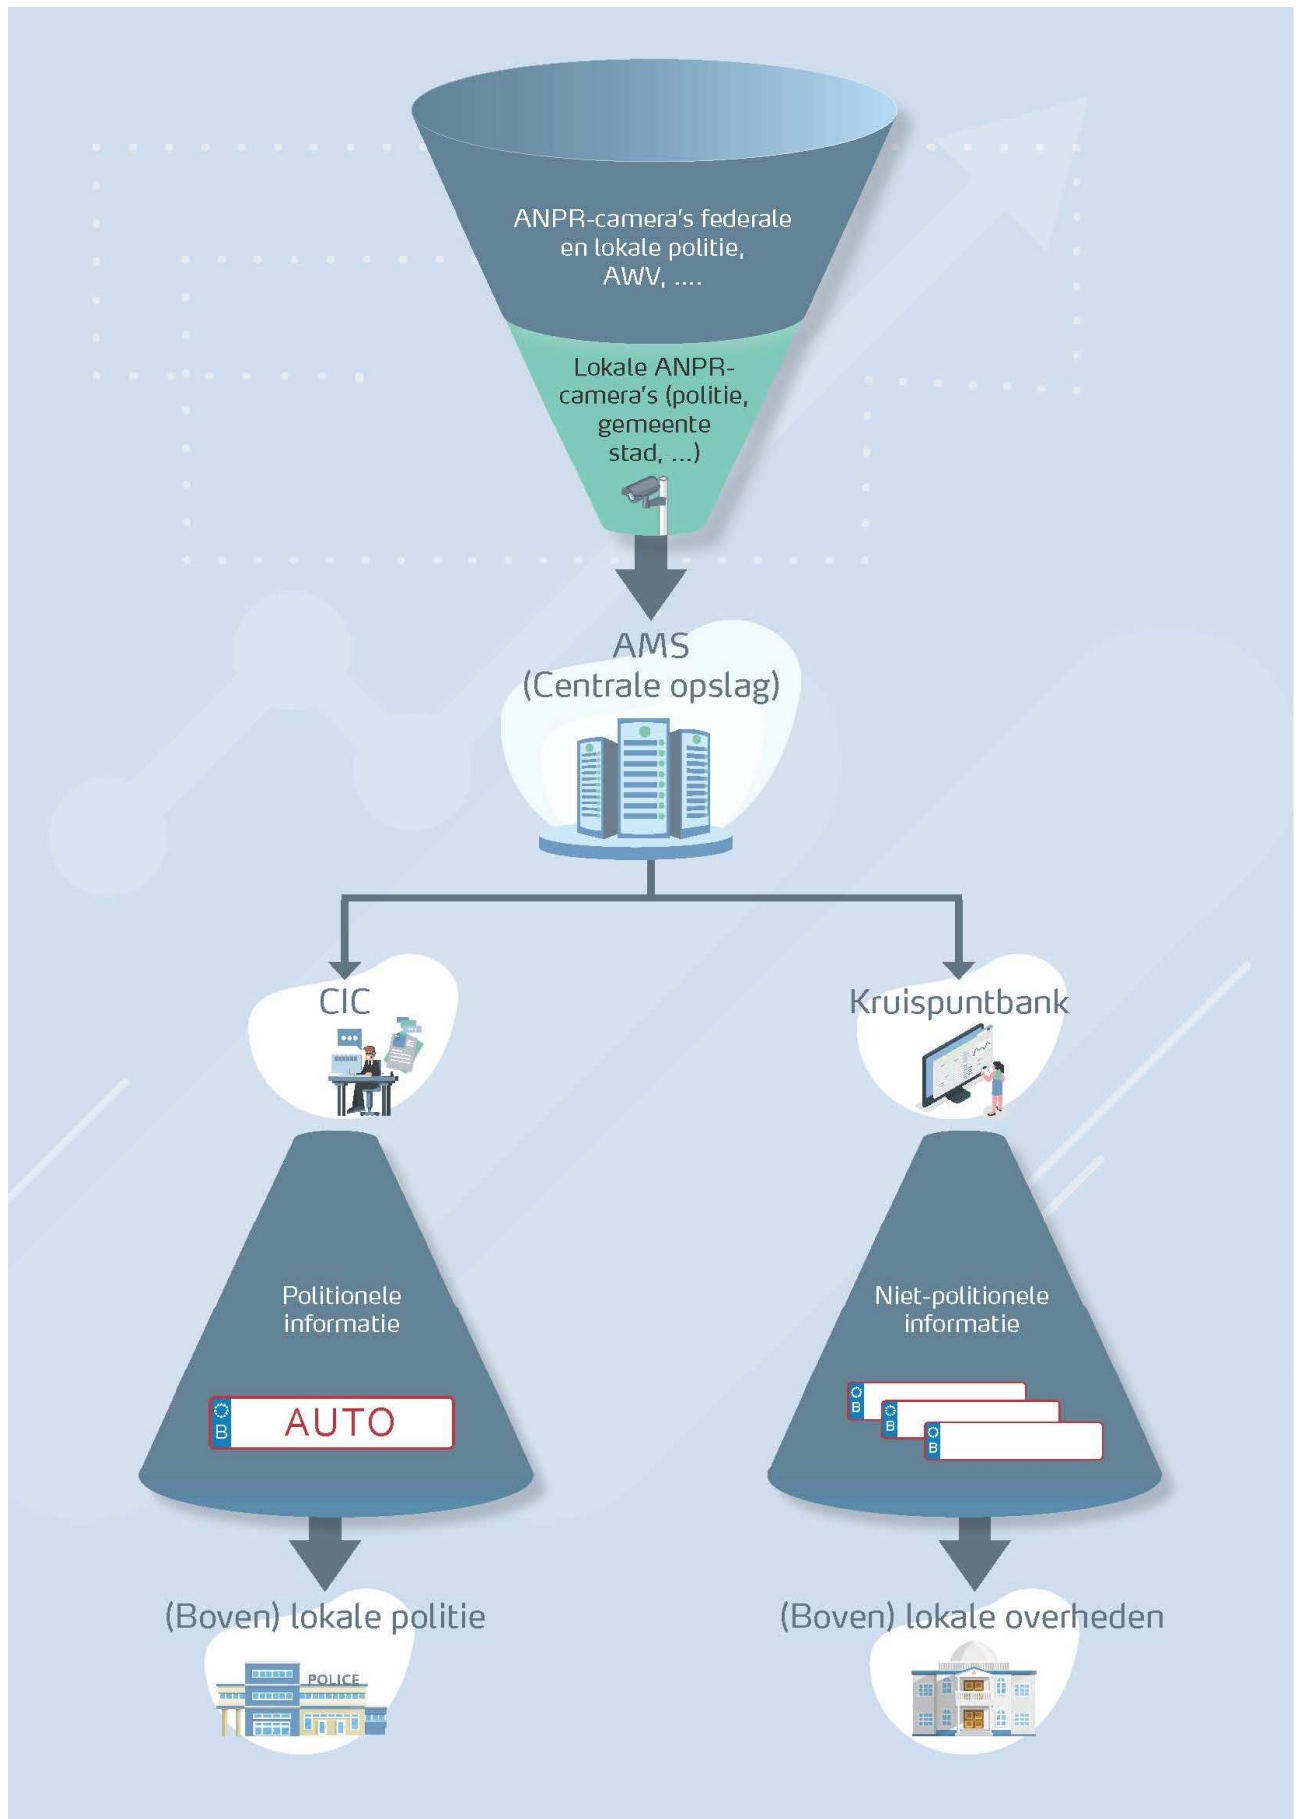 ANPR-camera's federale
en lokale politie,
AWV, ....
Lokale ANPR-
camera's (politie,
gemeente
stad, ...)
AMS
(Centrale opslag)
CIC
Kruispuntbank
Politionele
informatie
Niet-politionele
informatie
B AUTO
B
B
B
(Boven) lokale politie
(Boven) lokale overheden
POLICE